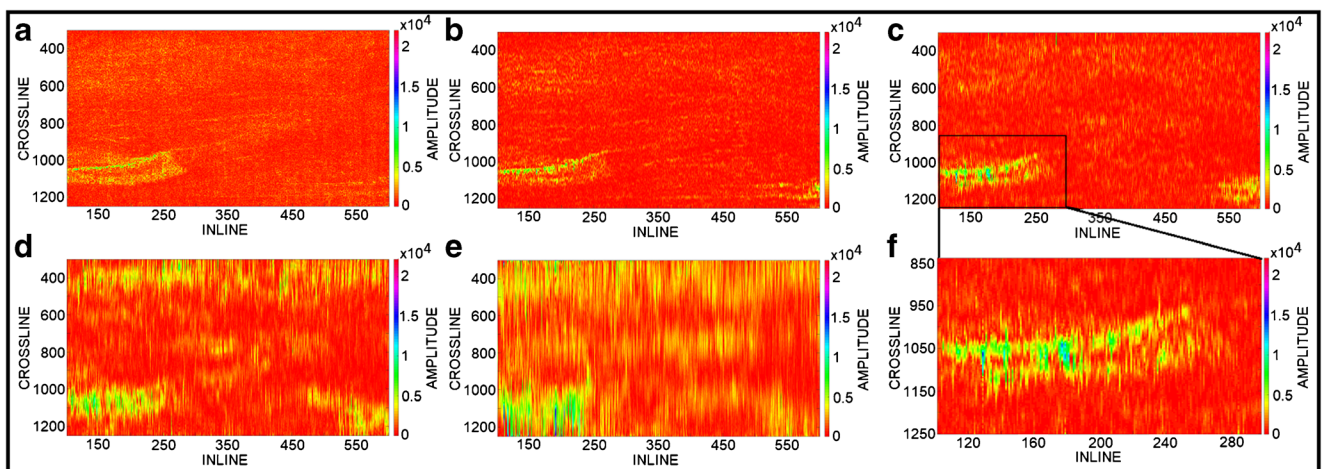 a
x10⁴
400
600
800
1000
1200
CROSSLINE
150 250 350 450 550
INLINE
2
1.5
1
0.5
0
AMPLITUDE
b
x10⁴
400
600
800
1000
1200
CROSSLINE
150 250 350 450 550
INLINE
2
1.5
1
0.5
0
AMPLITUDE
c
x10⁴
400
600
800
1000
1200
CROSSLINE
150 250 350 450 550
INLINE
2
1.5
1
0.5
0
AMPLITUDE
d
x10⁴
400
600
800
1000
1200
CROSSLINE
150 250 350 450 550
INLINE
2
1.5
1
0.5
0
AMPLITUDE
e
x10⁴
400
600
800
1000
1200
CROSSLINE
150 250 350 450 550
INLINE
2
1.5
1
0.5
0
AMPLITUDE
f
x10⁴
850
950
1050
1150
1250
CROSSLINE
120 160 200 240 280
INLINE
2
1.5
1
0.5
0
AMPLITUDE